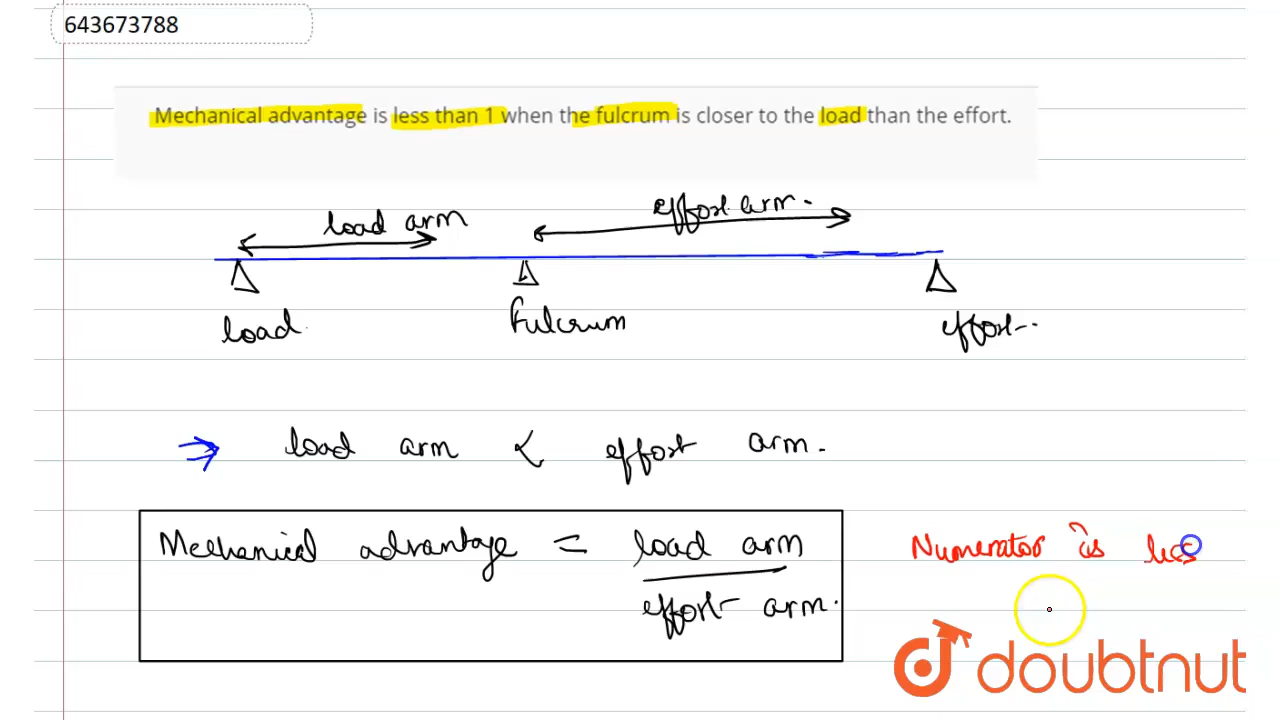 643673788
Mechanical advantage is less than 1 when the fulcrum is closer to the load than the effort.
load arm effort arm.
load fulcrum effort
load arm < effort arm.
Mechanical advantage = load arm
effort arm.
Numerator is less
doubtnut